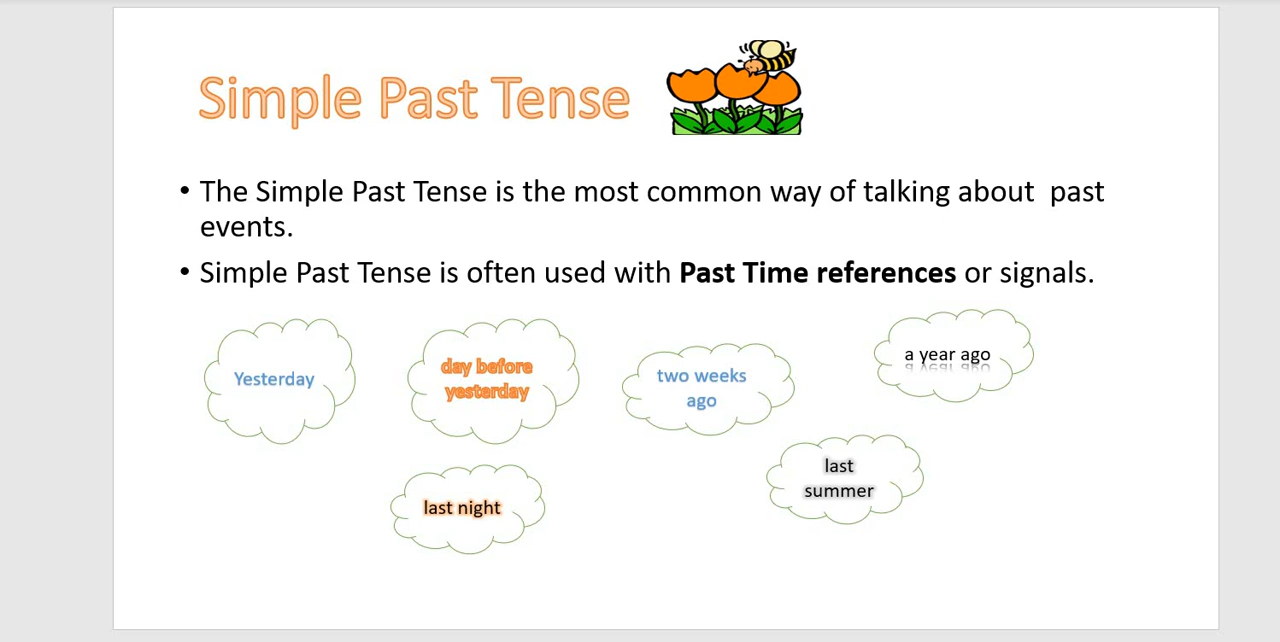 Simple Past Tense
• The Simple Past Tense is the most common way of talking about  past
events.
• Simple Past Tense is often used with Past Time references or signals.
Yesterday
day before
yesterday
two weeks
ago
a year ago
last night
last
summer